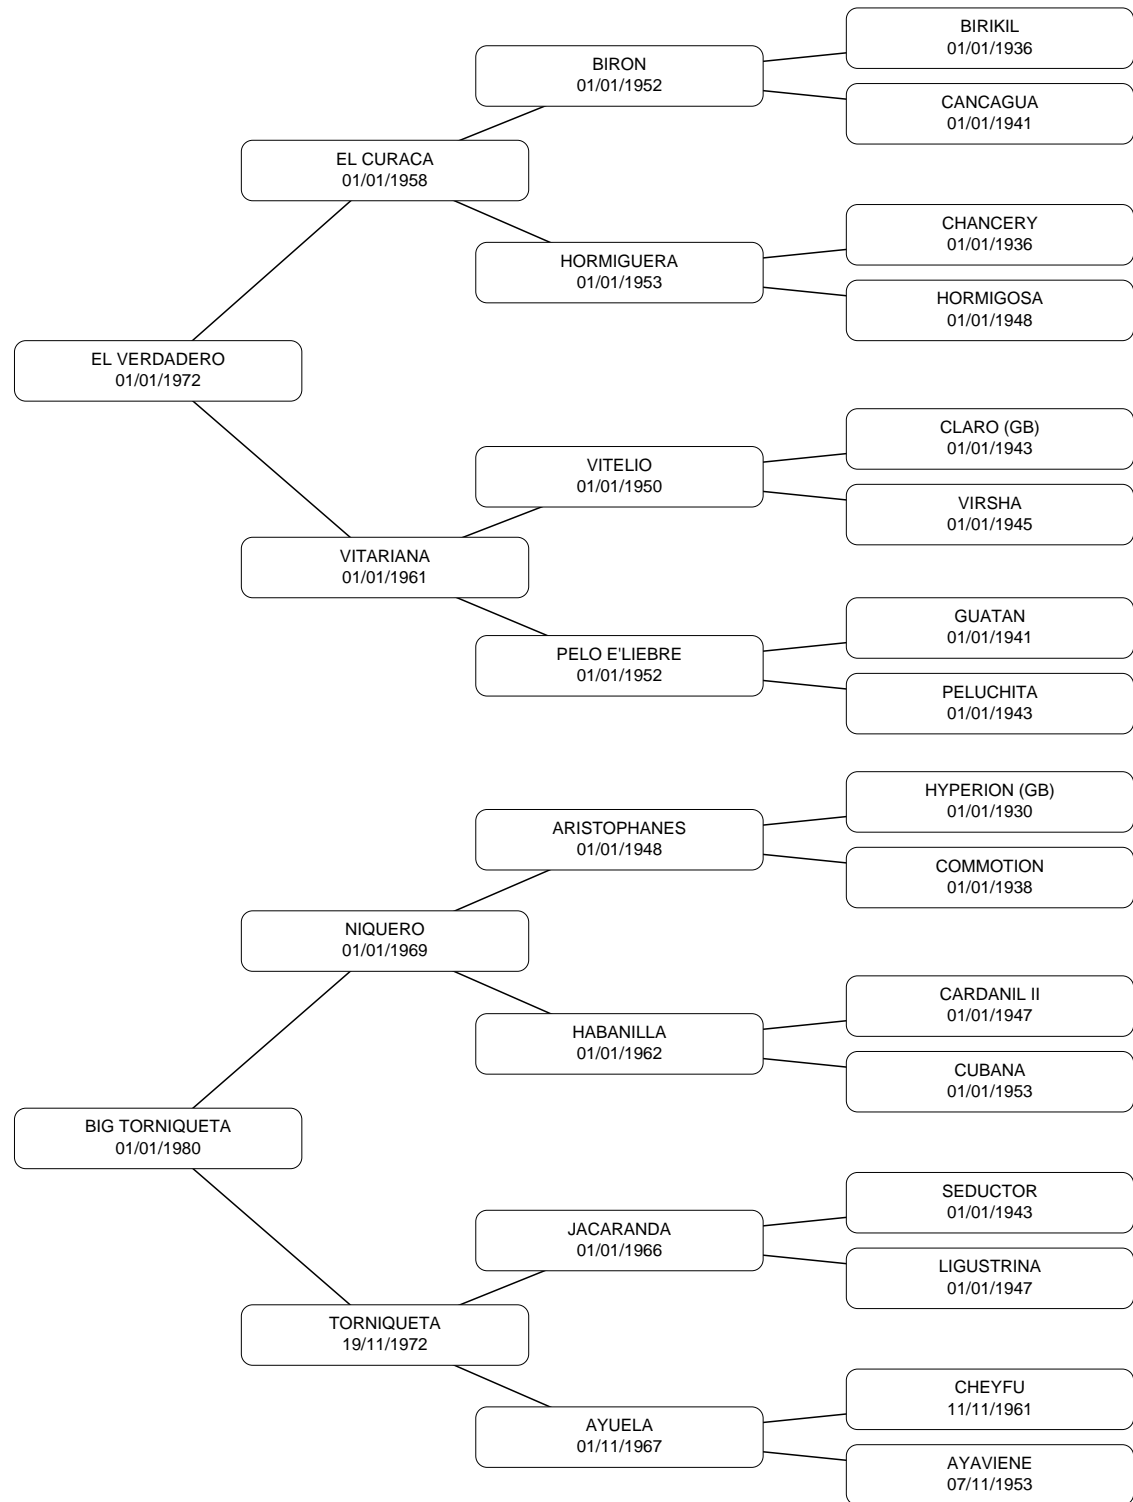 BIRIKIL
01/01/1936
BIRON
01/01/1952
CANCAGUA
01/01/1941
EL CURACA
01/01/1958
CHANCERY
01/01/1936
HORMIGUERA
01/01/1953
HORMIGOSA
01/01/1948
EL VERDADERO
01/01/1972
CLARO (GB)
01/01/1943
VITELIO
01/01/1950
VIRSHA
01/01/1945
VITARIANA
01/01/1961
GUATAN
01/01/1941
PELO E'LIEBRE
01/01/1952
PELUCHITA
01/01/1943
HYPERION (GB)
01/01/1930
ARISTOPHANES
01/01/1948
COMMOTION
01/01/1938
NIQUERO
01/01/1969
CARDANIL II
01/01/1947
HABANILLA
01/01/1962
CUBANA
01/01/1953
BIG TORNIQUETA
01/01/1980
SEDUCTOR
01/01/1943
JACARANDA
01/01/1966
LIGUSTRINA
01/01/1947
TORNIQUETA
19/11/1972
CHEYFU
11/11/1961
AYUELA
01/11/1967
AYAVIENE
07/11/1953